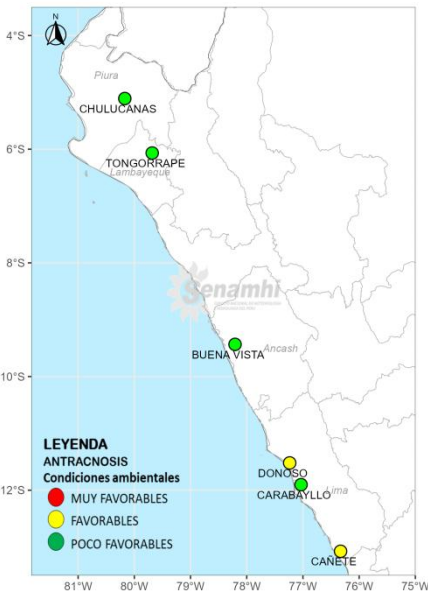 N
4°S
Piura
CHULUCANAS
6°S
TONGORRAPE
Lambayeque
8°S
Senamhi
BUENA VISTA
Ancash
10°S
LEYENDA
ANTRACNOSIS
Condiciones ambientales
MUY FAVORABLES
FAVORABLES
POCO FAVORABLES
DONOSO
CARABAYLLO
Lima
12°S
CAÑETE
81°W 80°W 79°W 78°W 77°W 76°W 75°W